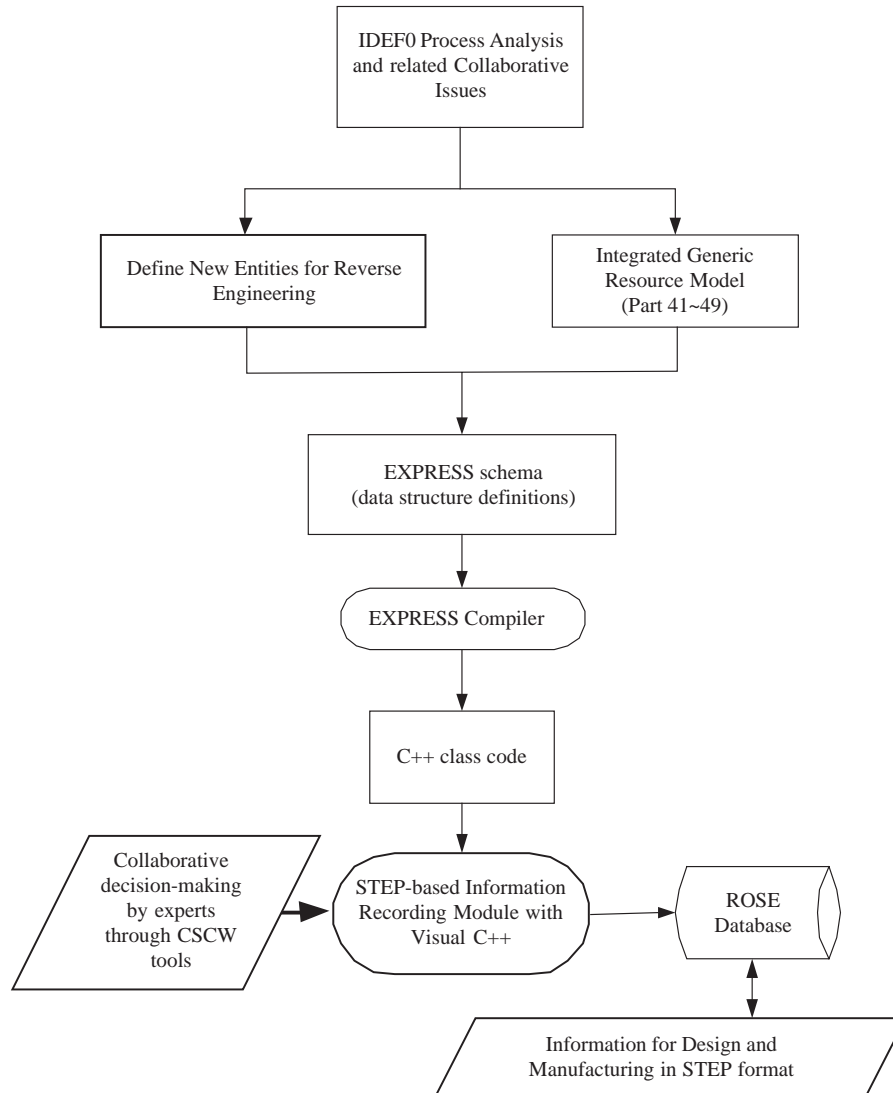 IDEF0 Process Analysis
and related Collaborative
Issues
Define New Entities for Reverse
Engineering
Integrated Generic
Resource Model
(Part 41~49)
EXPRESS schema
(data structure definitions)
EXPRESS Compiler
C++ class code
Collaborative
decision-making
by experts
through CSCW
tools
STEP-based Information
Recording Module with
Visual C++
ROSE
Database
Information for Design and
Manufacturing in STEP format